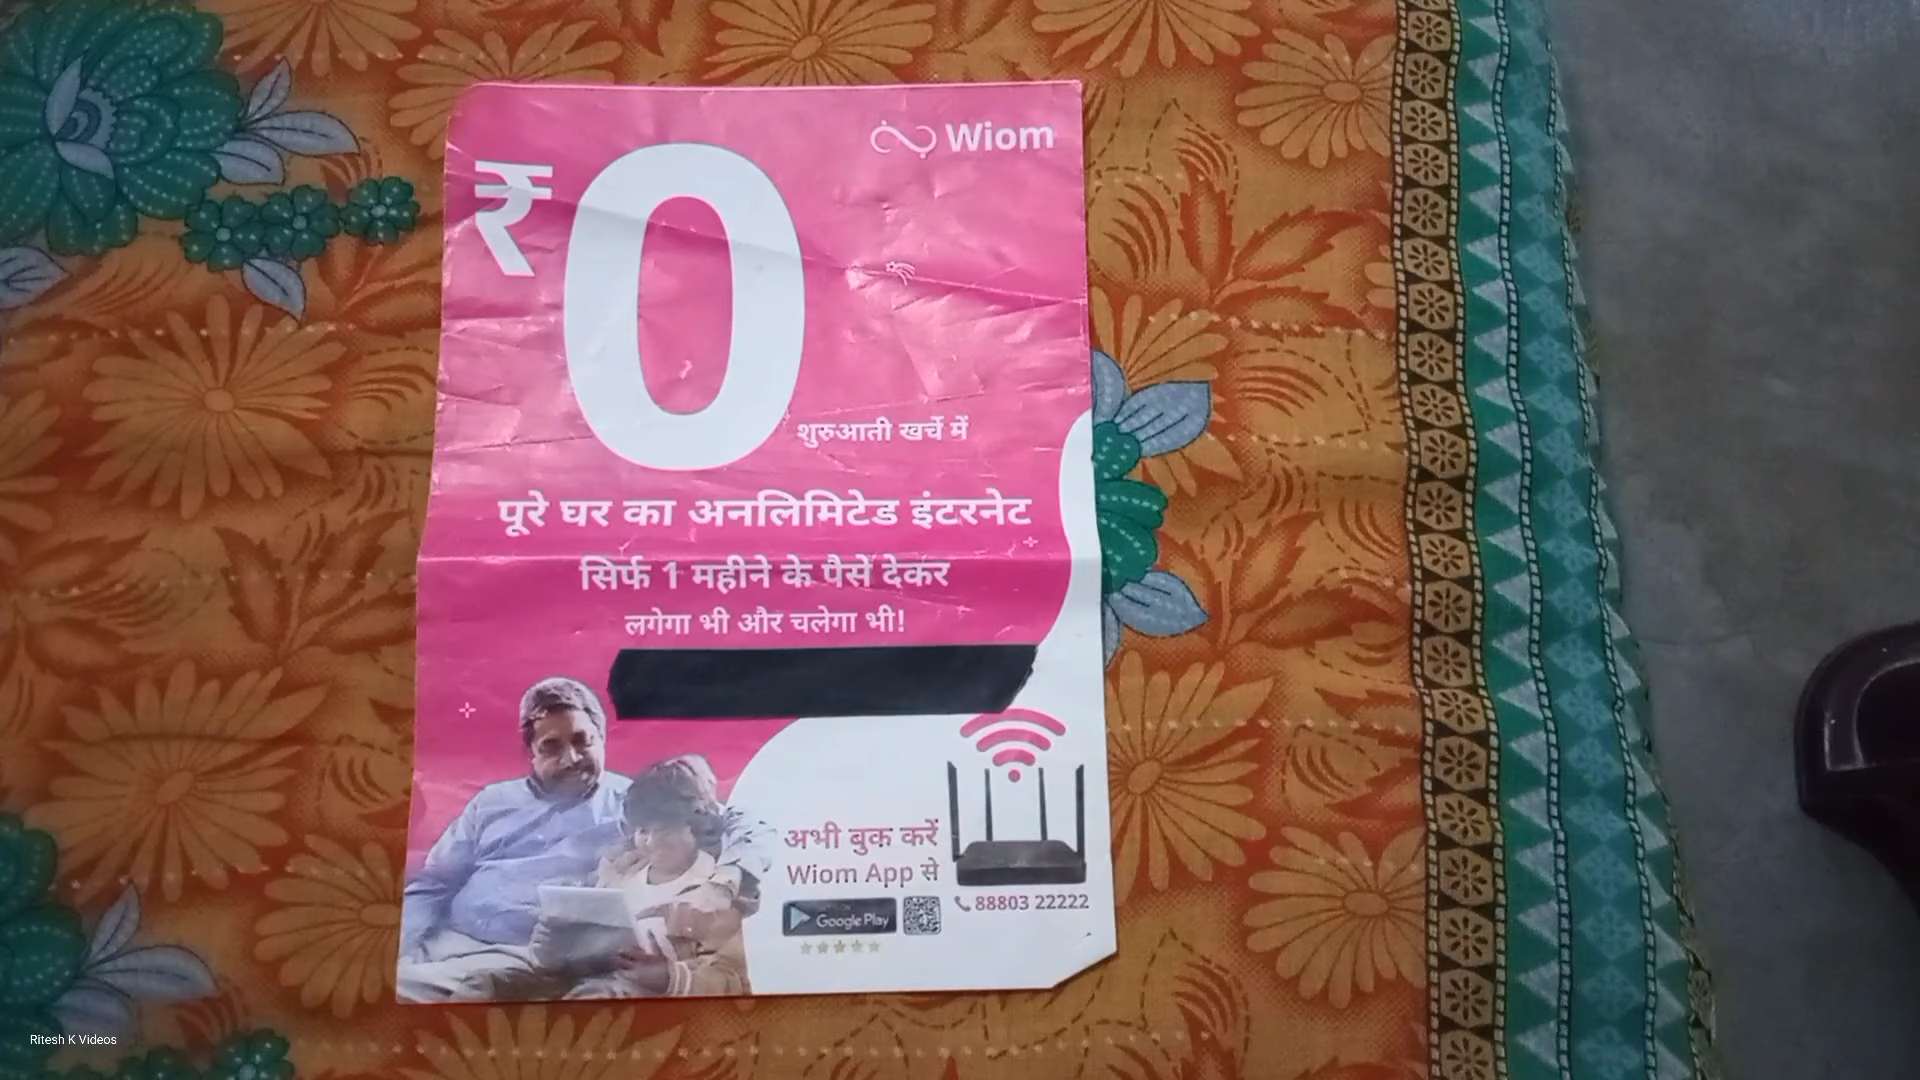 Wiom
₹0
शुरुआती खर्चे में
पूरे घर का अनलिमिटेड इंटरनेट
सिर्फ 1 महीने के पैसें देकर
लगेगा भी और चलेगा भी!
अभी बुक करें
Wiom App से
Google Play
88803 22222
Ritesh K Videos